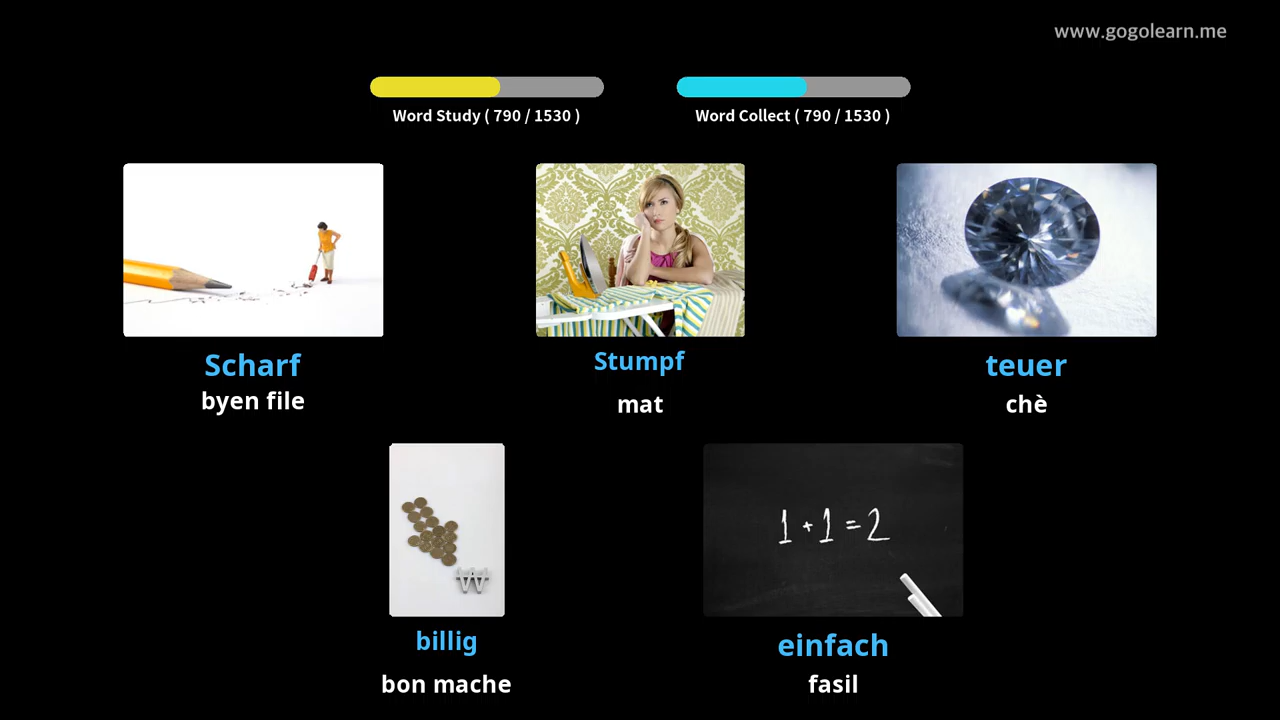 www.gogolearn.me
Word Study ( 790 / 1530 )
Word Collect ( 790 / 1530 )
Scharf
byen file
Stumpf
mat
teuer
chè
1+1=2
₩
billig
bon mache
einfach
fasil